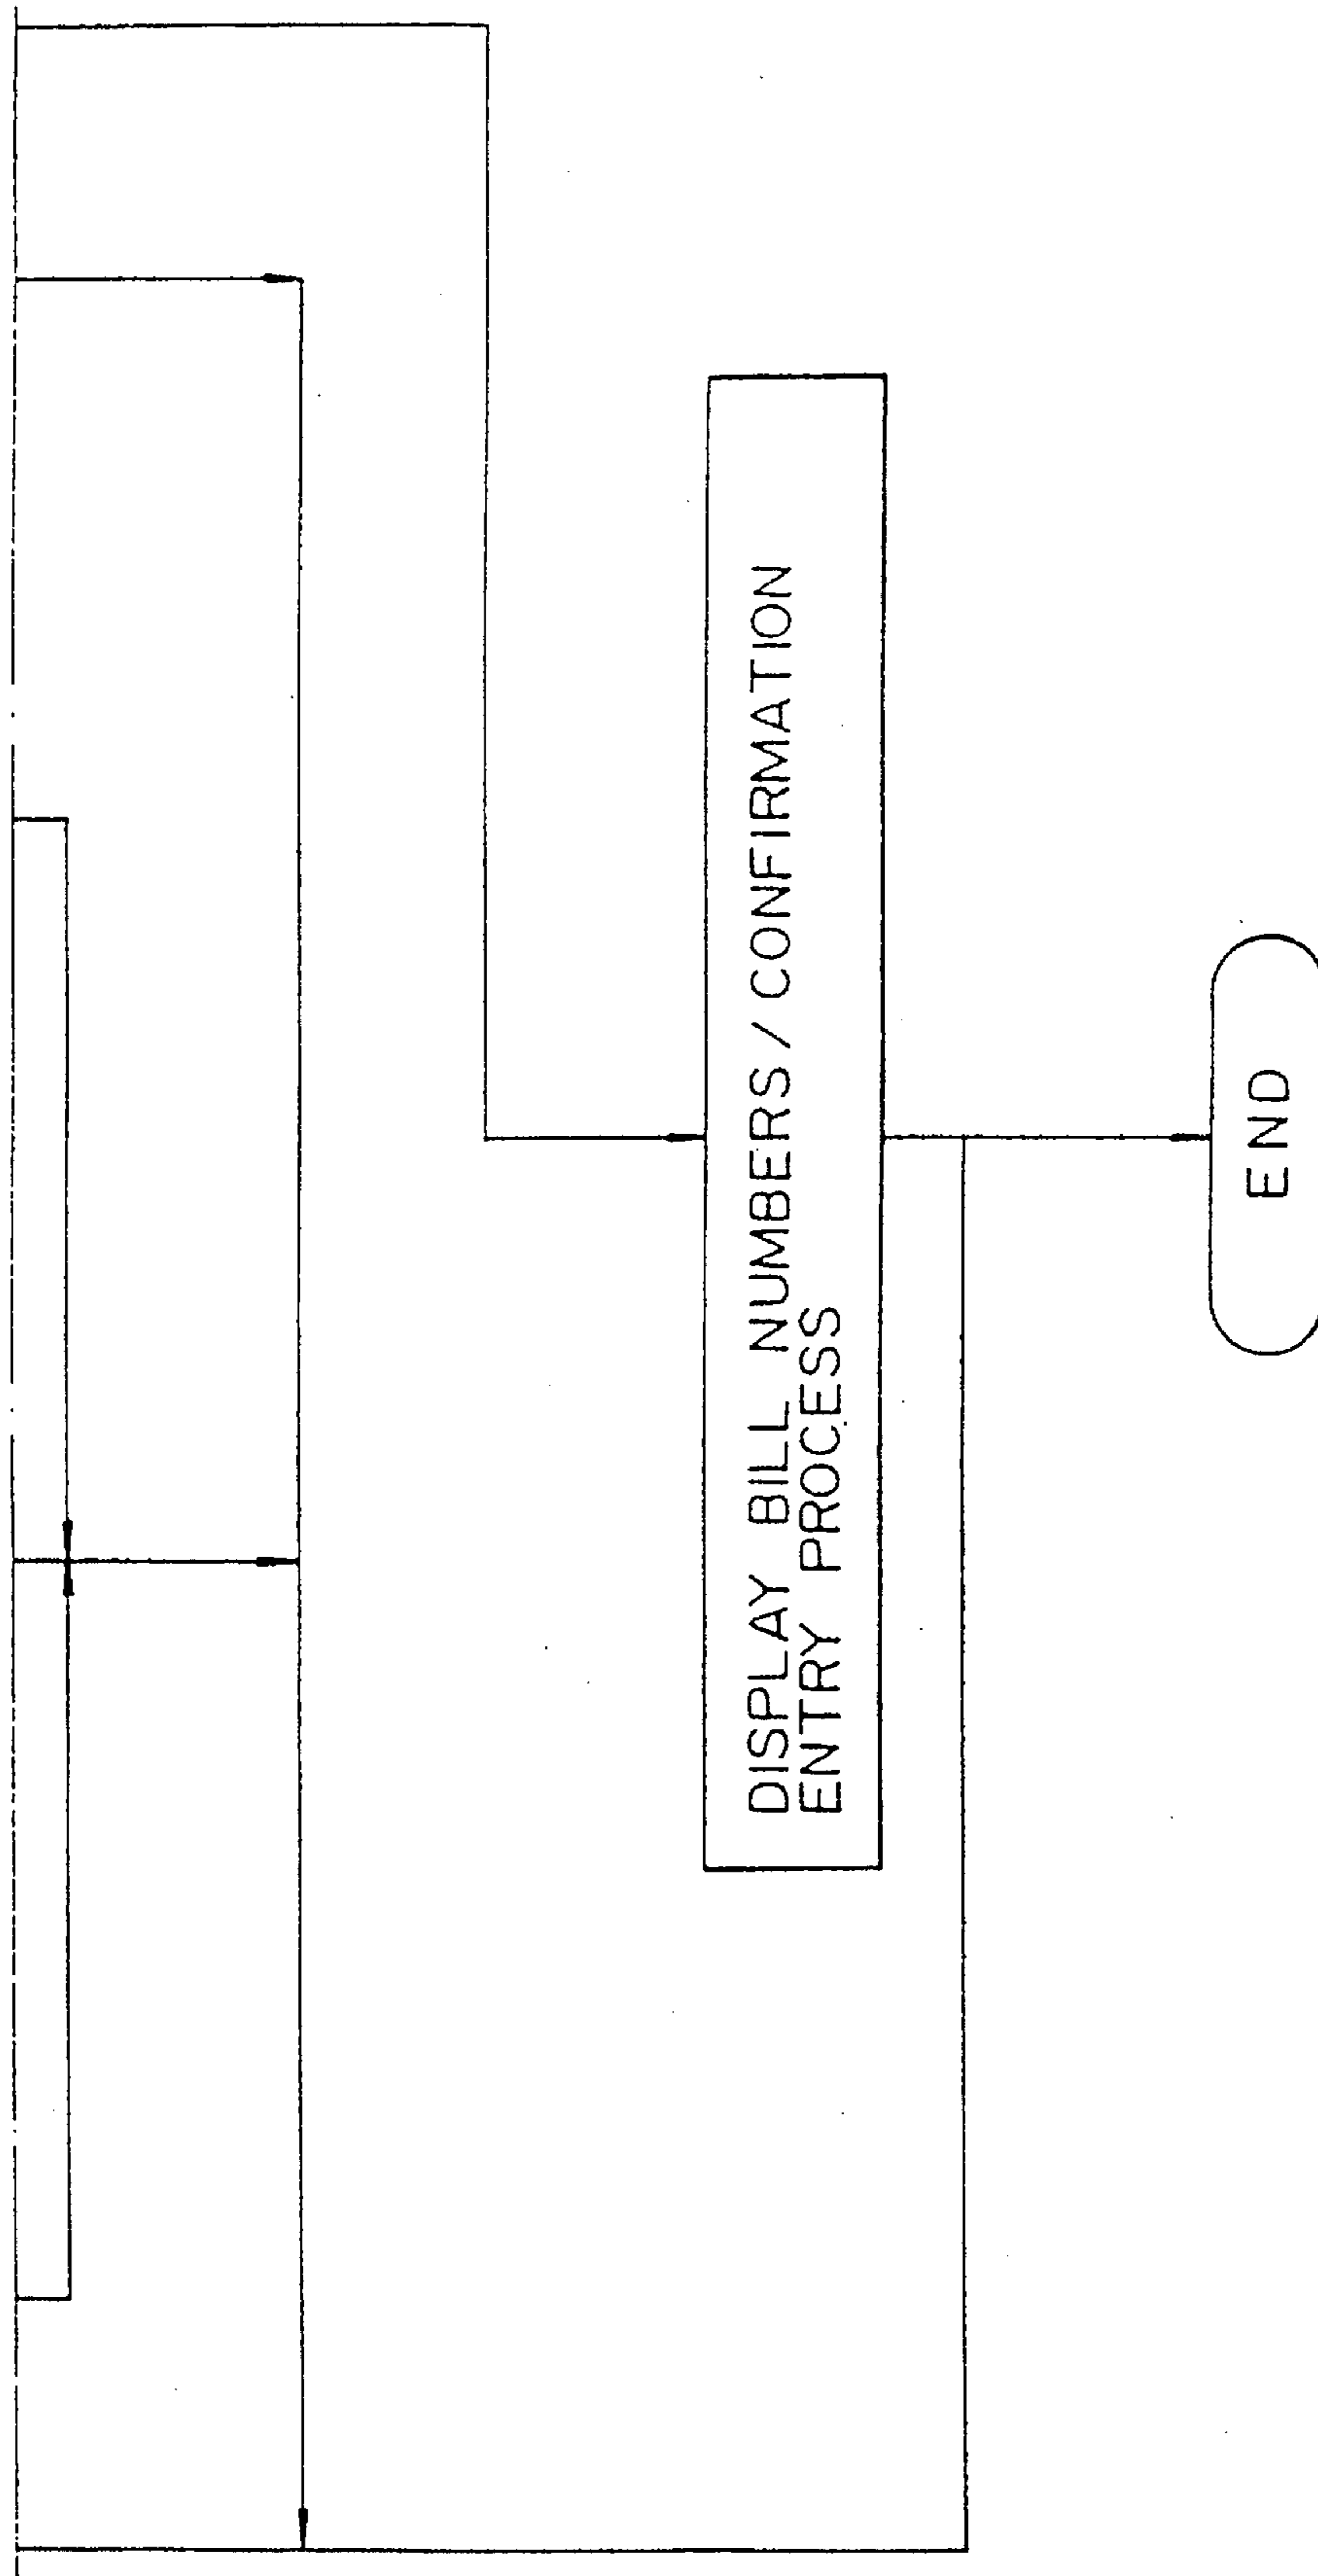 DISPLAY BILL NUMBERS / CONFIRMATION
ENTRY PROCESS
END